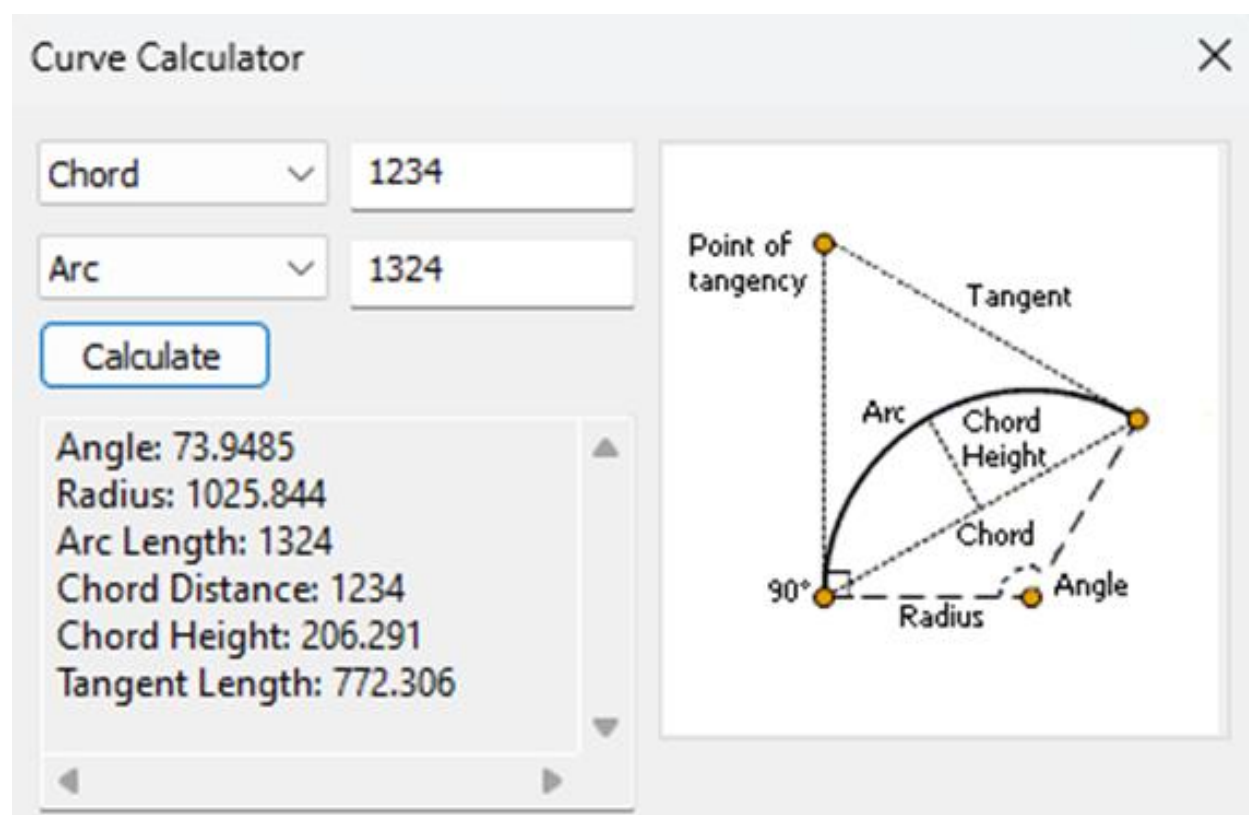 Curve Calculator
Chord
1234
Arc
1324
Calculate
Angle: 73.9485
Radius: 1025.844
Arc Length: 1324
Chord Distance: 1234
Chord Height: 206.291
Tangent Length: 772.306
Point of
tangency
Tangent
Arc
Chord
Height
Chord
90°
Radius
Angle